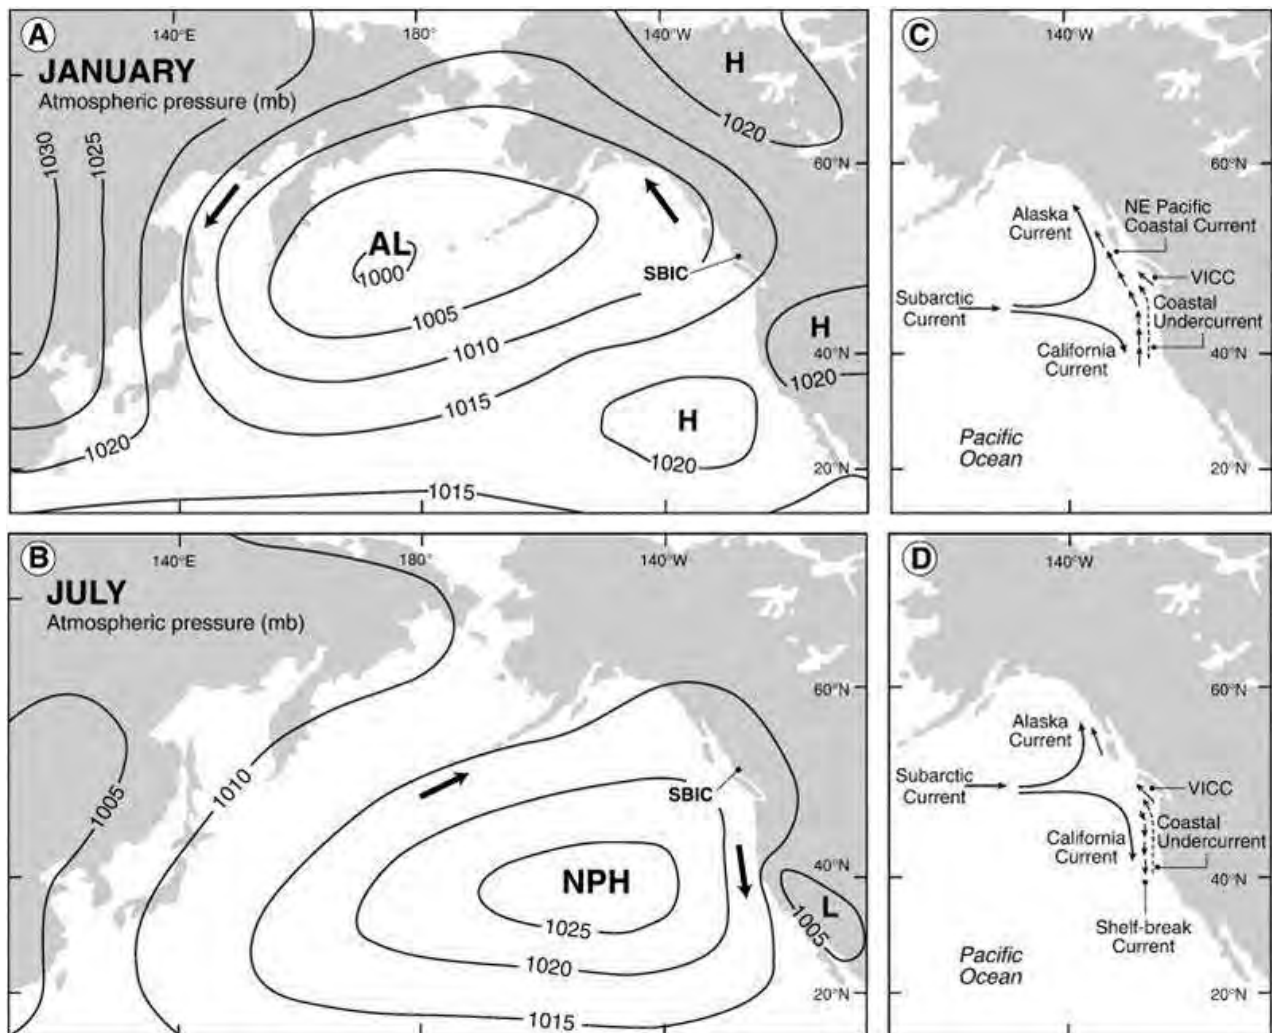 A
JANUARY
Atmospheric pressure (mb)
140°E
180°
140°W
H
1020
1030
1025
60°N
AL
1000
SBIC
1005
H
1010
40°N
1020
1015
H
1020
1020
20°N
1015
C
140°W
60°N
Alaska
Current
NE Pacific
Coastal Current
VICC
Subarctic
Current
Coastal
Undercurrent
California
Current
40°N
Pacific
Ocean
20°N
B
JULY
Atmospheric pressure (mb)
140°E
180°
140°W
60°N
1005
1010
SBIC
40°N
NPH
L
1005
1025
1020
20°N
1015
D
140°W
60°N
Alaska
Current
Subarctic
Current
VICC
Coastal
Undercurrent
California
Current
40°N
Shelf-break
Current
Pacific
Ocean
20°N